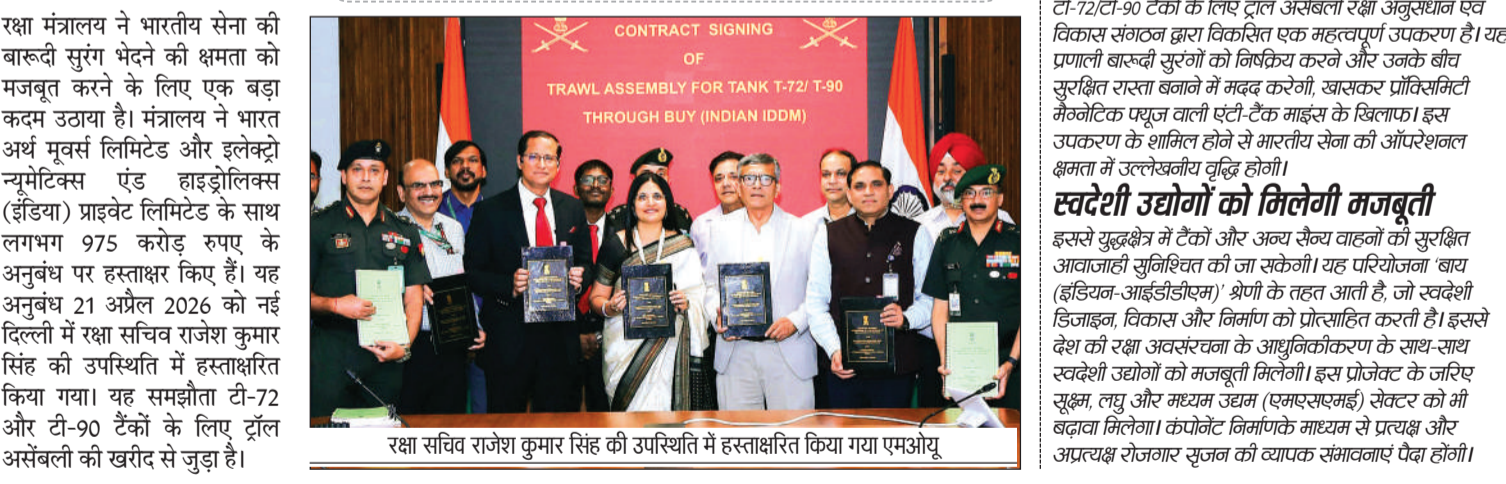 रक्षा मंत्रालय ने भारतीय सेना की
बारूदी सुरंग भेदने की क्षमता को
मजबूत करने के लिए एक बड़ा
कदम उठाया है। मंत्रालय ने भारत
अर्थ मूवर्स लिमिटेड और इलेक्ट्रो
न्यूमेटिक्स एंड हाइड्रोलिक्स
(इंडिया) प्राइवेट लिमिटेड के साथ
लगभग 975 करोड़ रुपए के
अनुबंध पर हस्ताक्षर किए हैं। यह
अनुबंध 21 अप्रैल 2026 को नई
दिल्ली में रक्षा सचिव राजेश कुमार
सिंह की उपस्थिति में हस्ताक्षरित
किया गया। यह समझौता टी-72
और टी-90 टैंकों के लिए ट्रॉल
असेंबली की खरीद से जुड़ा है।
CONTRACT SIGNING
OF
TRAWL ASSEMBLY FOR TANK T-72/ T-90
THROUGH BUY (INDIAN IDDM)
रक्षा सचिव राजेश कुमार सिंह की उपस्थिति में हस्ताक्षरित किया गया एमओयू
टी-72/टी-90 टैंकों के लिए ट्रॉल असेंबली रक्षा अनुसंधान एवं
विकास संगठन द्वारा विकसित एक महत्वपूर्ण उपकरण है। यह
प्रणाली बारूदी सुरंगों को निष्क्रिय करने और उनके बीच
सुरक्षित रास्ता बनाने में मदद करेगी, खासकर प्रॉक्सिमिटी
मैग्नेटिक फ्यूज वाली एंटी-टैंक माइंस के खिलाफ। इस
उपकरण के शामिल होने से भारतीय सेना की ऑपरेशनल
क्षमता में उल्लेखनीय वृद्धि होगी।
स्वदेशी उद्योगों को मिलेगी मजबूती
इससे युद्धक्षेत्र में टैंकों और अन्य सैन्य वाहनों की सुरक्षित
आवाजाही सुनिश्चित की जा सकेगी। यह परियोजना ‘बाय
(इंडियन-आईडीडीएम)’ श्रेणी के तहत आती है, जो स्वदेशी
डिजाइन, विकास और निर्माण को प्रोत्साहित करती है। इससे
देश की रक्षा अवसंरचना के आधुनिकीकरण के साथ-साथ
स्वदेशी उद्योगों को मजबूती मिलेगी। इस प्रोजेक्ट के जरिए
सूक्ष्म, लघु और मध्यम उद्यम (एमएसएमई) सेक्टर को भी
बढ़ावा मिलेगा। कंपोनेंट निर्माणके माध्यम से प्रत्यक्ष और
अप्रत्यक्ष रोजगार सृजन की व्यापक संभावनाएं पैदा होंगी।